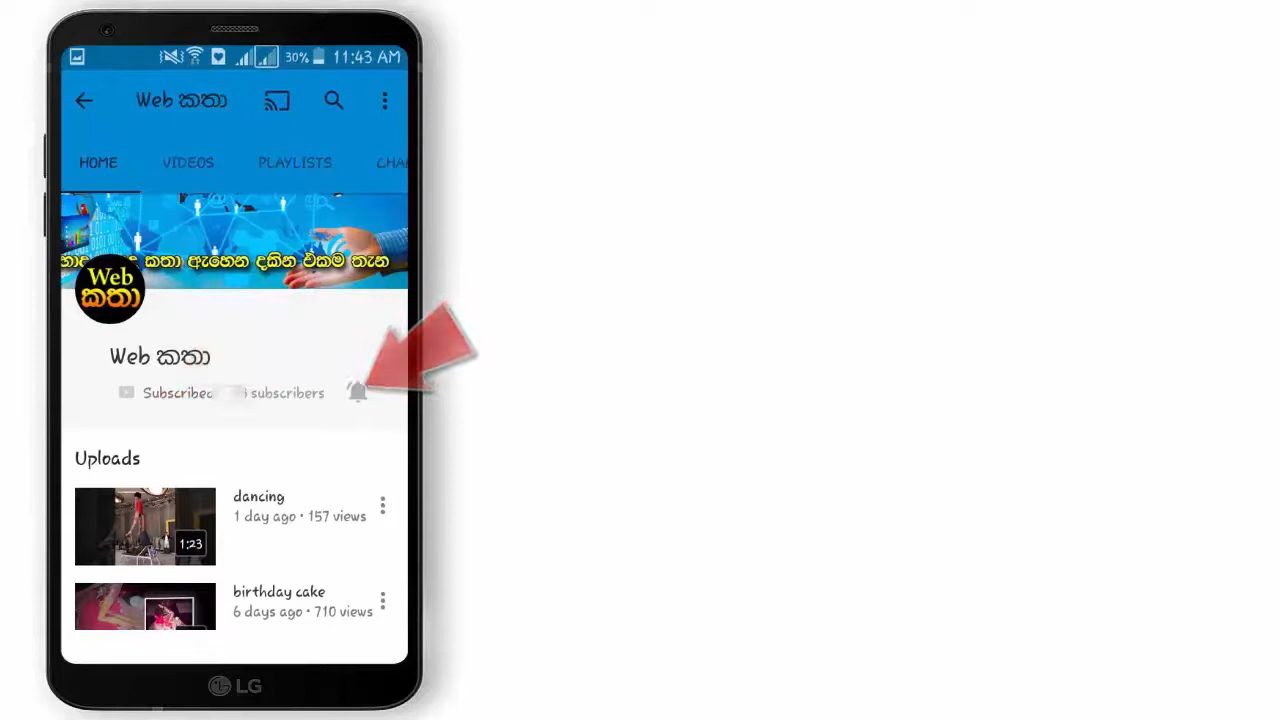 30% 11:43 AM
Web කතා
HOME VIDEOS PLAYLISTS CHA
කතා ඇහෙන දකින එකම තැන
Web
කතා
Web කතා
Subscribed subscribers
Uploads
dancing
1 day ago • 157 views
1:23
birthday cake
6 days ago • 710 views
LG